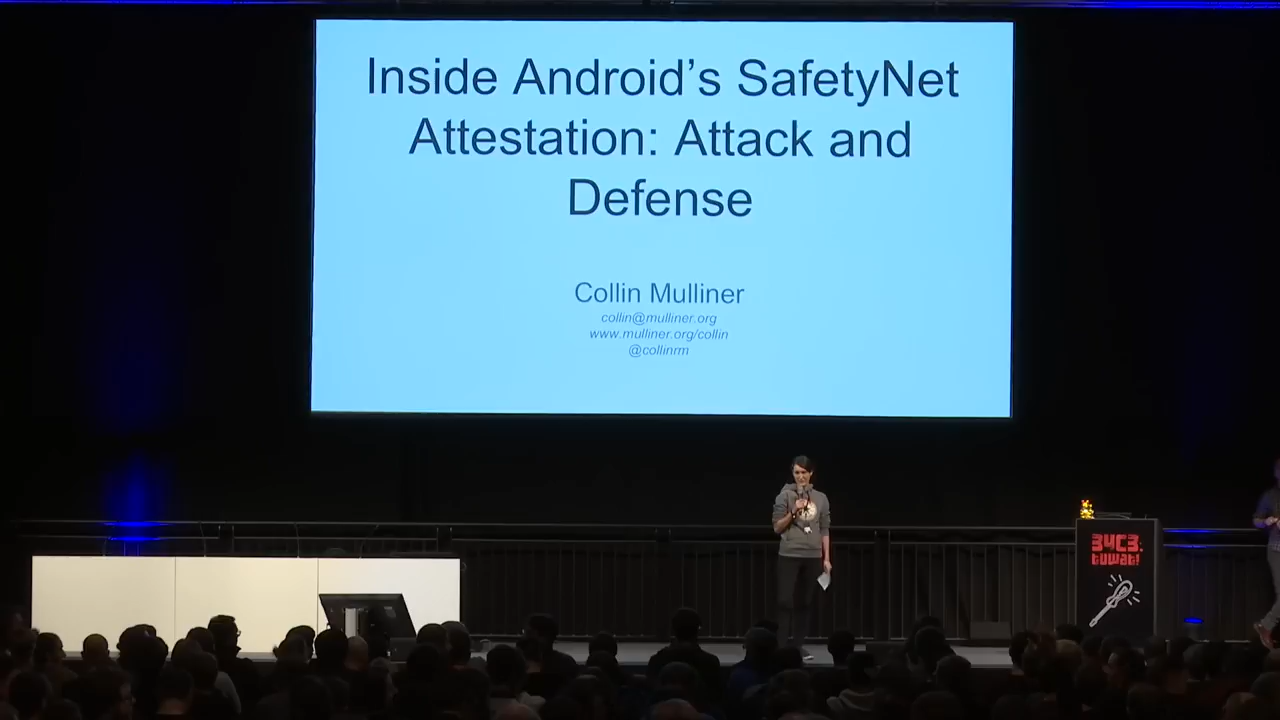 Inside Android’s SafetyNet
Attestation: Attack and
Defense
Collin Mulliner
collin@mulliner.org
www.mulliner.org/collin
@collinrm
34C3.
tuwat!